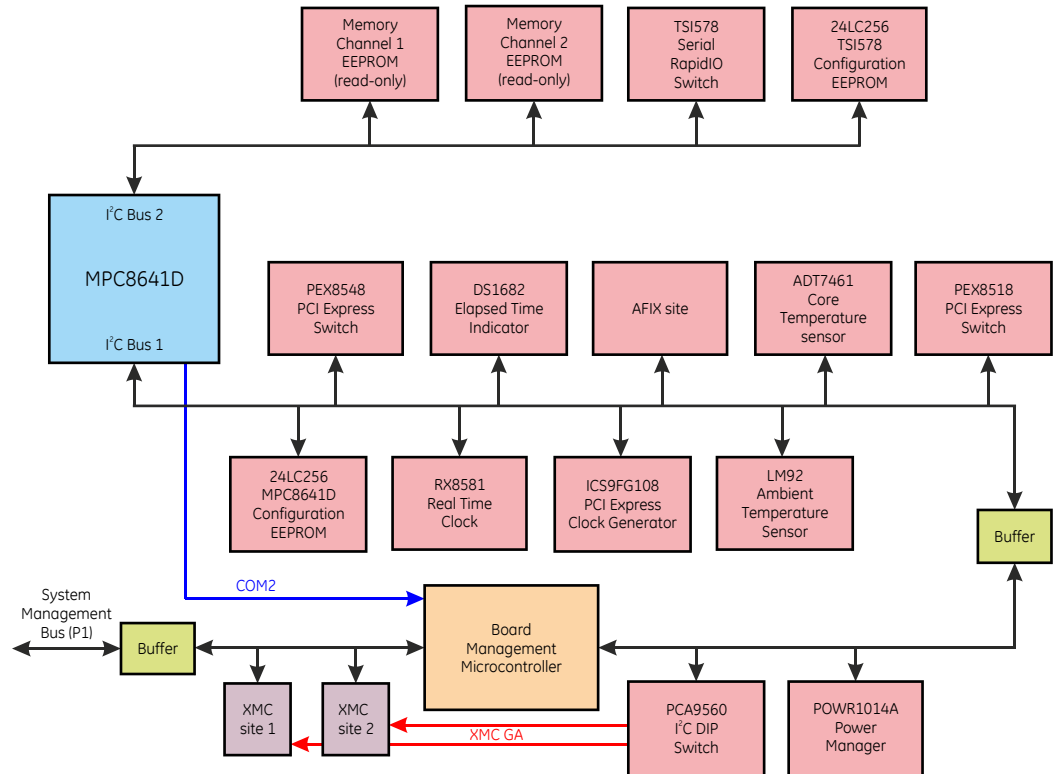 Memory
Channel 1
EEPROM
(read-only)
Memory
Channel 2
EEPROM
(read-only)
TSI578
Serial
RapidIO
Switch
24LC256
TSI578
Configuration
EEPROM
I²C Bus 2
MPC8641D
I²C Bus 1
PEX8548
PCI Express
Switch
DS1682
Elapsed Time
Indicator
AFIX site
ADT7461
Core
Temperature
sensor
PEX8518
PCI Express
Switch
24LC256
MPC8641D
Configuration
EEPROM
RX8581
Real Time
Clock
ICS9FG108
PCI Express
Clock Generator
LM92
Ambient
Temperature
Sensor
Buffer
COM2
System
Management
Bus (P1)
Buffer
Board
Management
Microcontroller
XMC
site 1
XMC
site 2
XMC GA
PCA9560
I²C DIP
Switch
POWR1014A
Power
Manager